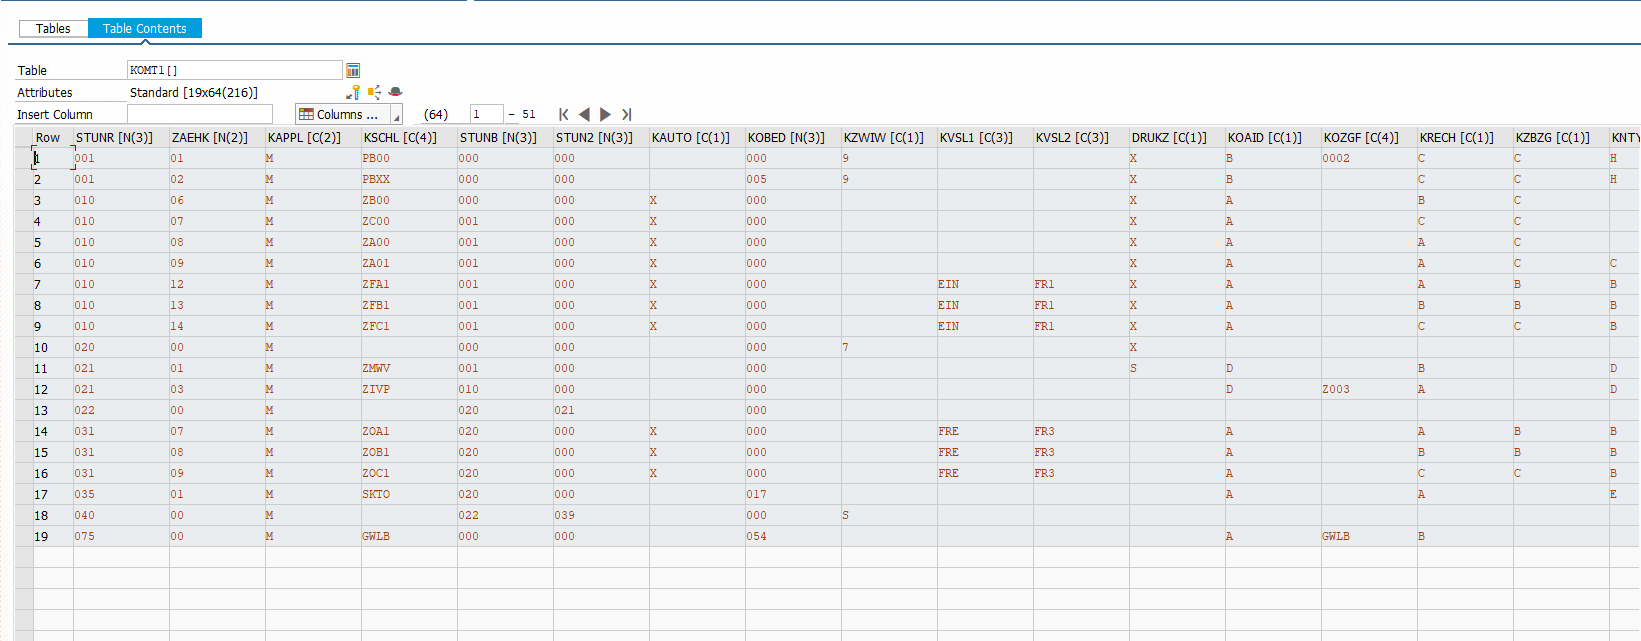 Tables Table Contents
Table KOMT1[]
Attributes Standard [19x64(216)]
Insert Column Columns ... (64) 1 - 51
Row STUNR [N(3)] ZAEHK [N(2)] KAPPL [C(2)] KSCHL [C(4)] STUNB [N(3)] STUN2 [N(3)] KAUTO [C(1)] KOBED [N(3)] KZWIW [C(1)] KVSL1 [C(3)] KVSL2 [C(3)] DRUKZ [C(1)] KOAID [C(1)] KOZGF [C(4)] KRECH [C(1)] KZBZG [C(1)] KNTY
1 001 01 M PB00 000 000 000 9 X B 0002 C C H
2 001 02 M PBXX 000 000 005 9 X B C C H
3 010 06 M ZB00 000 000 X 000 X A B C
4 010 07 M ZC00 001 000 X 000 X A C C
5 010 08 M ZA00 001 000 X 000 X A A C
6 010 09 M ZA01 001 000 X 000 X A A C C
7 010 12 M ZFA1 001 000 X 000 EIN FR1 X A A B B
8 010 13 M ZFB1 001 000 X 000 EIN FR1 X A B B B
9 010 14 M ZFC1 001 000 X 000 EIN FR1 X A C C B
10 020 00 M 000 000 000 7 X
11 021 01 M ZMWV 001 000 000 S D B D
12 021 03 M ZIVP 010 000 000 D Z003 A D
13 022 00 M 020 021 000
14 031 07 M ZOA1 020 000 X 000 FRE FR3 A A B B
15 031 08 M ZOB1 020 000 X 000 FRE FR3 A B B B
16 031 09 M ZOC1 020 000 X 000 FRE FR3 A C C B
17 035 01 M SKTO 020 000 017 A A E
18 040 00 M 022 039 000 S
19 075 00 M GWLB 000 000 054 A GWLB B